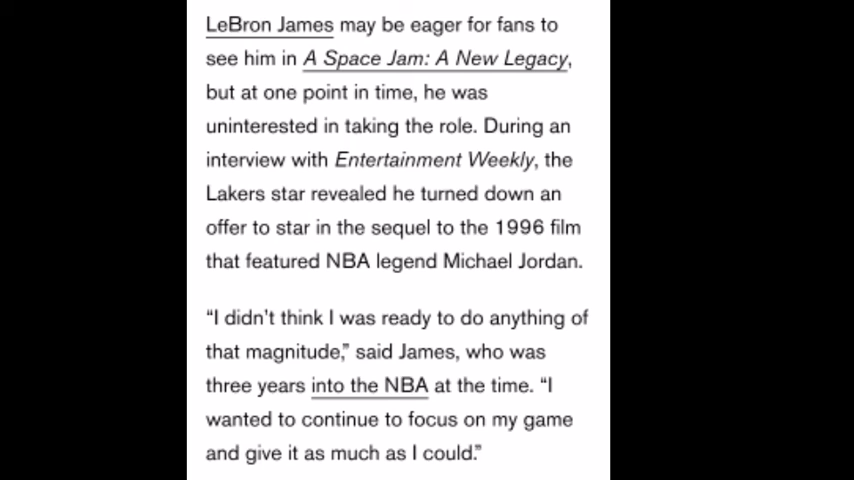 LeBron James may be eager for fans to
see him in A Space Jam: A New Legacy,
but at one point in time, he was
uninterested in taking the role. During an
interview with Entertainment Weekly, the
Lakers star revealed he turned down an
offer to star in the sequel to the 1996 film
that featured NBA legend Michael Jordan.
“I didn’t think I was ready to do anything of
that magnitude,” said James, who was
three years into the NBA at the time. “I
wanted to continue to focus on my game
and give it as much as I could.”